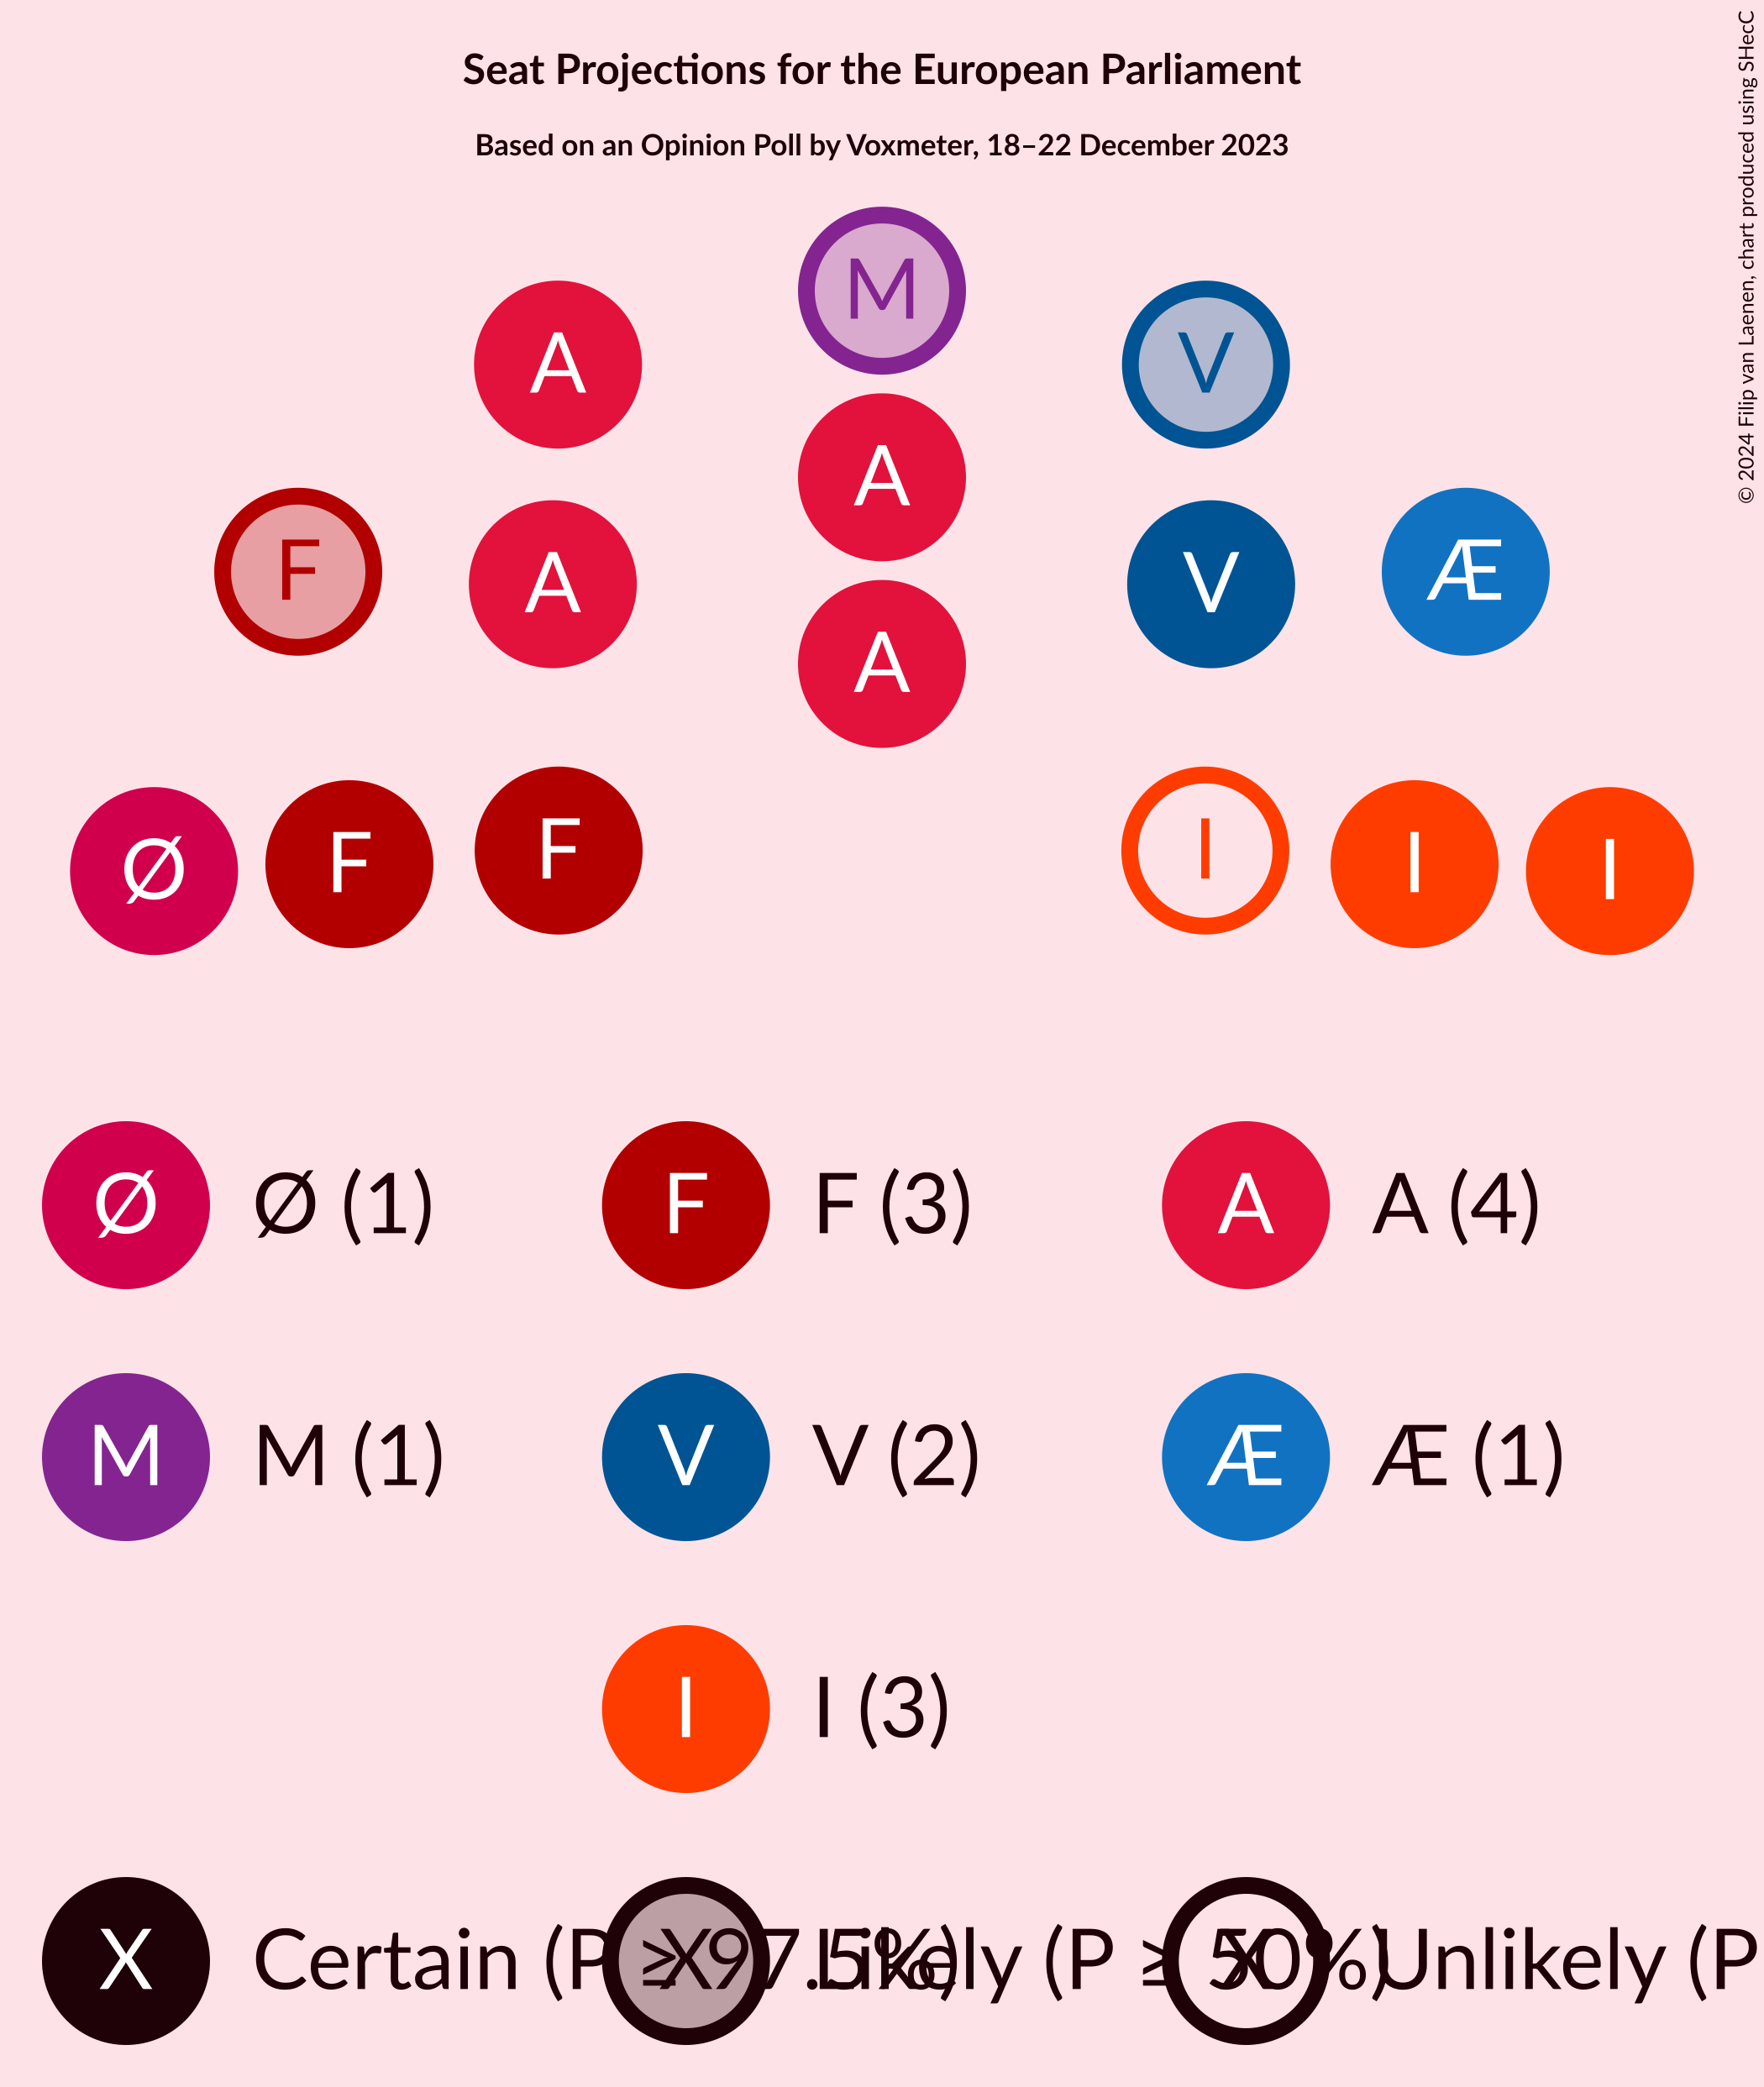 Seat Projections for the European Parliament
Based on an Opinion Poll by Voxmeter, 18–22 December 2023
© 2024 Filip van Laenen, chart produced using SHecC
M
A
V
A
F
A
V
Æ
A
Ø
F
F
I
I
I
Ø Ø (1)
F F (3)
A A (4)
M M (1)
V V (2)
Æ Æ (1)
I I (3)
X Certain (P ≥ 97.5%)
X Likely (P ≥ 50%)
X Unlikely (P